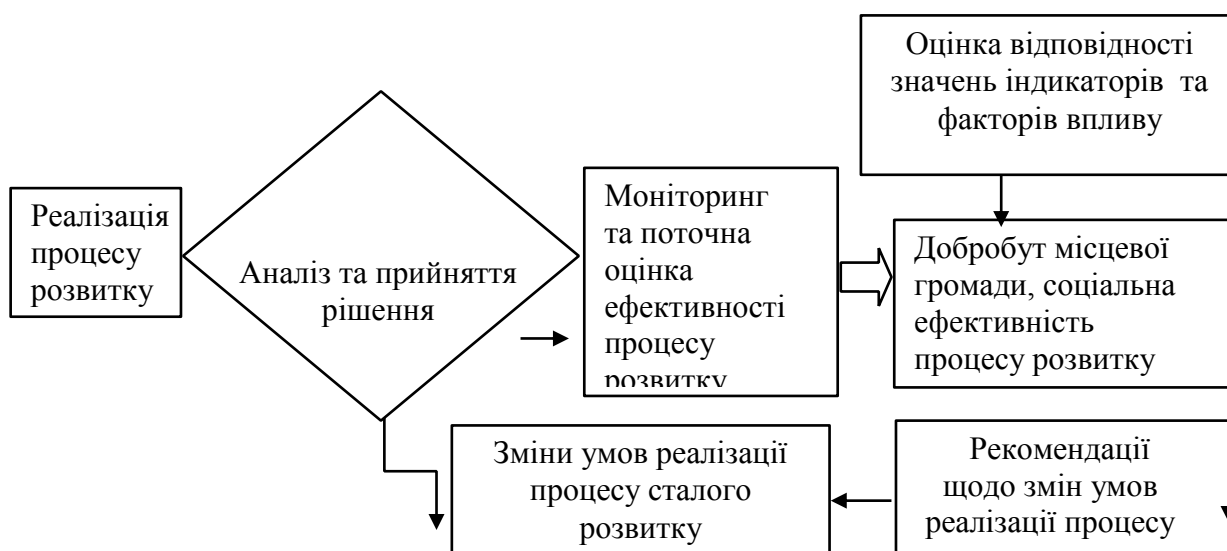 Оцінка відповідності
значень індикаторів та
факторів впливу
Реалізація
процесу
розвитку
Аналіз та прийняття
рішення
Моніторинг
та поточна
оцінка
ефективності
процесу
розвитку
Добробут місцевої
громади, соціальна
ефективність
процесу розвитку
Зміни умов реалізації
процесу сталого
розвитку
Рекомендації
щодо змін умов
реалізації процесу